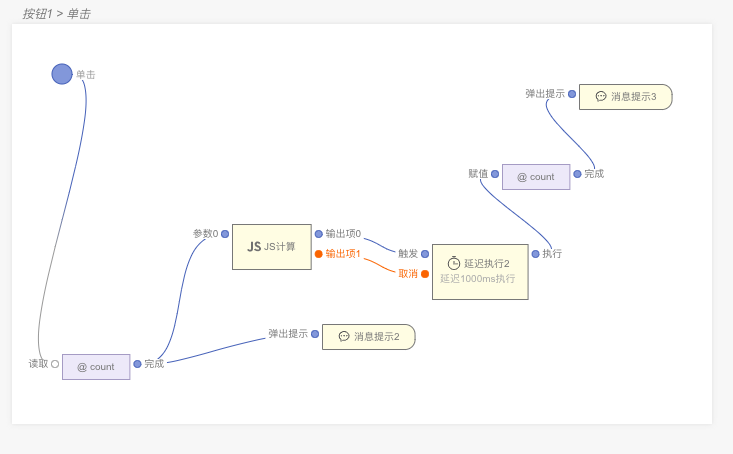 按钮1 > 单击
单击
弹出提示
消息提示3
赋值
@ count
完成
参数0
JS JS计算
输出项0
输出项1
触发
取消
延迟执行2
延迟1000ms执行
执行
弹出提示
消息提示2
读取
@ count
完成